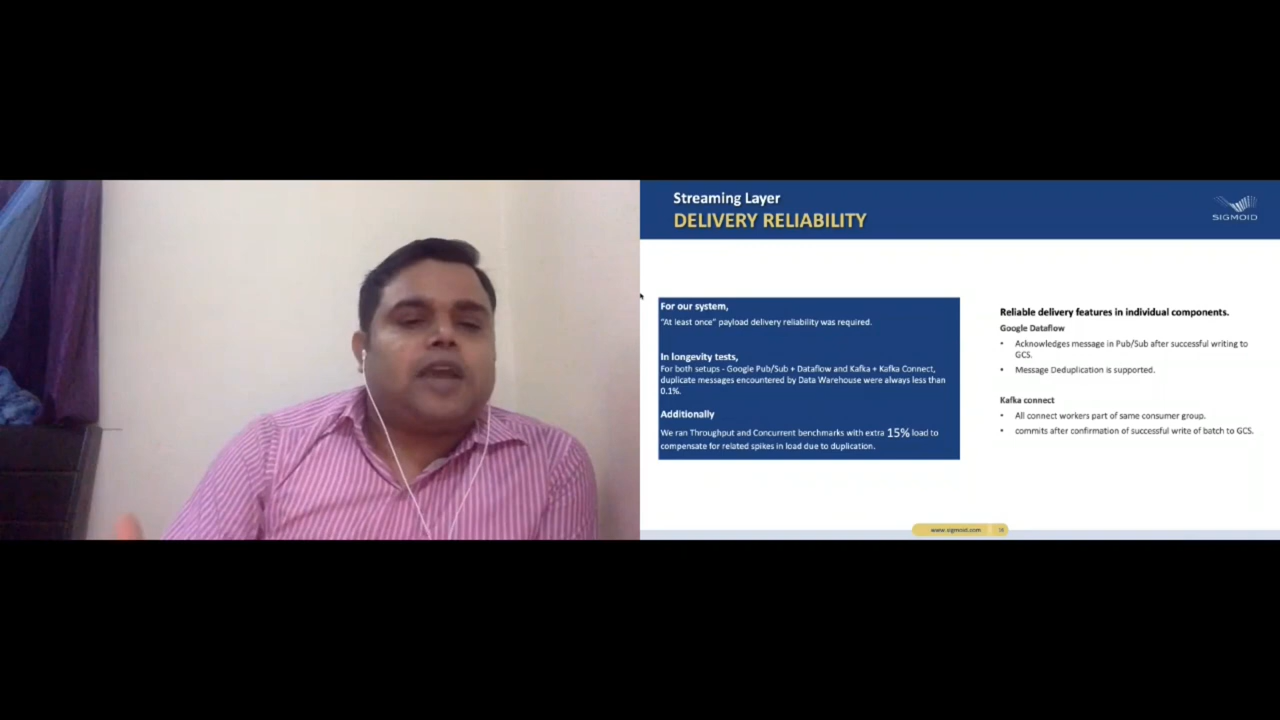 Streaming Layer
DELIVERY RELIABILITY
SIGMOID
For our system,
"At least once" payload delivery reliability was required.
In longevity tests,
For both setups - Google Pub/Sub + Dataflow and Kafka + Kafka Connect,
duplicate messages encountered by Data Warehouse were always less than
0.1%.
Additionally
We ran Throughput and Concurrent benchmarks with extra 15% load to
compensate for related spikes in load due to duplication.
Reliable delivery features in individual components.
Google Dataflow
• Acknowledges message in Pub/Sub after successful writing to
GCS.
• Message Deduplication is supported.
Kafka connect
• All connect workers part of same consumer group.
• commits after confirmation of successful write of batch to GCS.
www.sigmoid.com